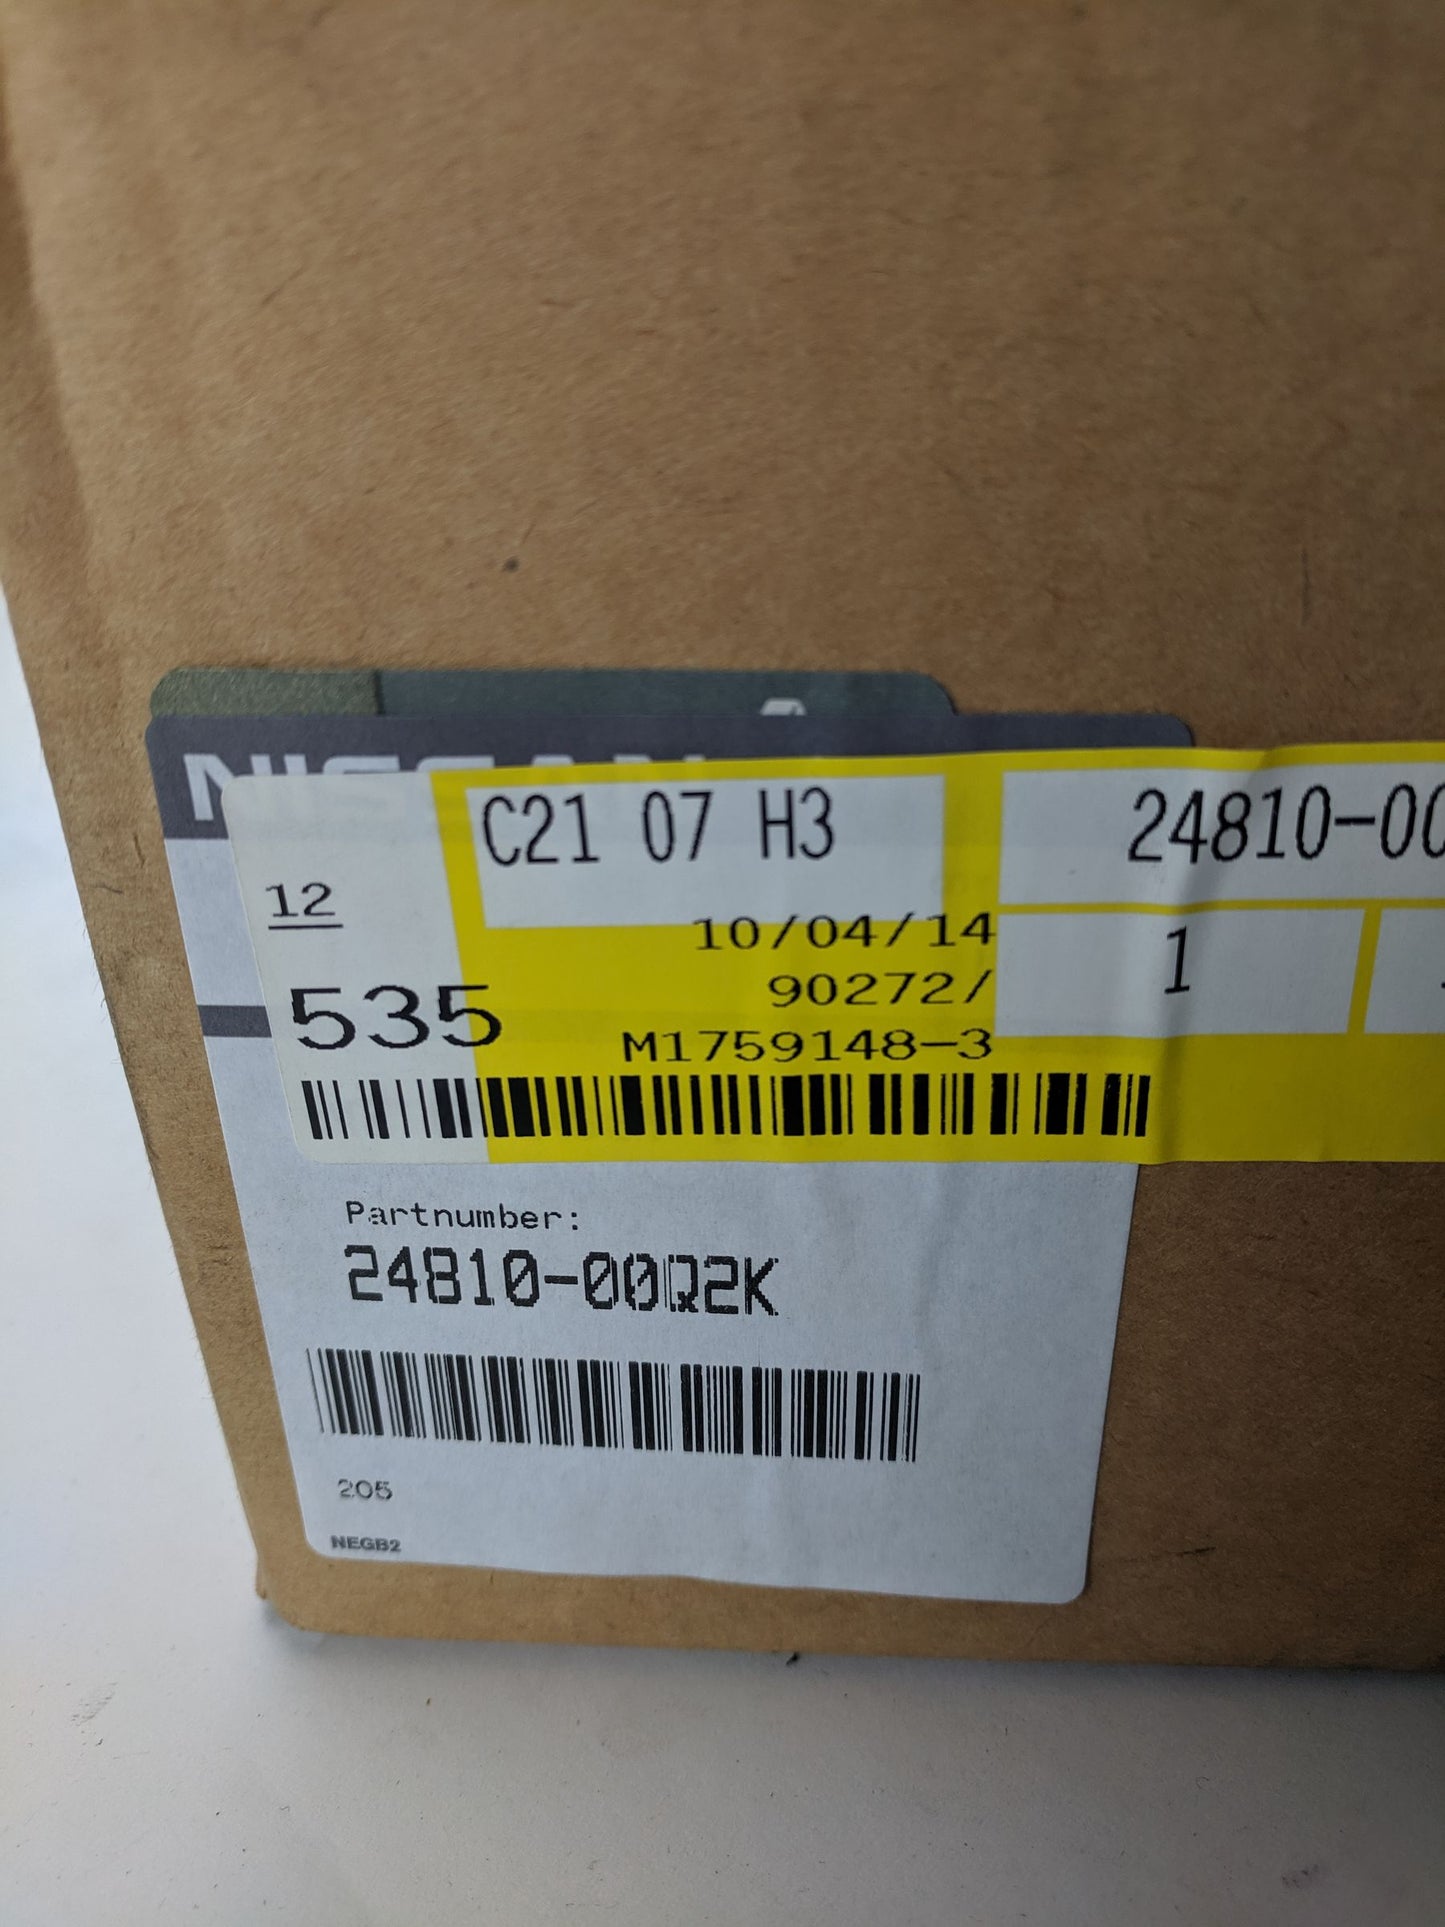 NISSAN
C21 07 H3
24810-00
12
10/04/14
1
90272/
535
M1759148-3
Partnumber:
24810-00Q2K
205
NEGB2